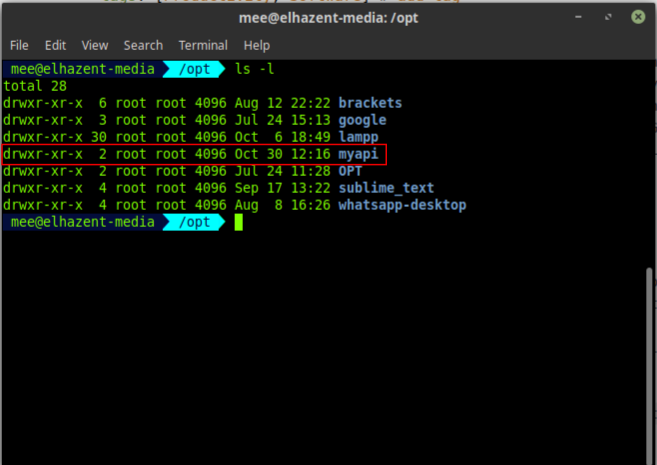 mee@elhazent-media: /opt
File Edit View Search Terminal Help
mee@elhazent-media /opt ls -l
total 28
drwxr-xr-x 6 root root 4096 Aug 12 22:22 brackets
drwxr-xr-x 3 root root 4096 Jul 24 15:13 google
drwxr-xr-x 30 root root 4096 Oct 6 18:49 lampp
drwxr-xr-x 2 root root 4096 Oct 30 12:16 myapi
drwxr-xr-x 2 root root 4096 Jul 24 11:28 OPT
drwxr-xr-x 4 root root 4096 Sep 17 13:22 sublime_text
drwxr-xr-x 4 root root 4096 Aug 8 16:26 whatsapp-desktop
mee@elhazent-media /opt